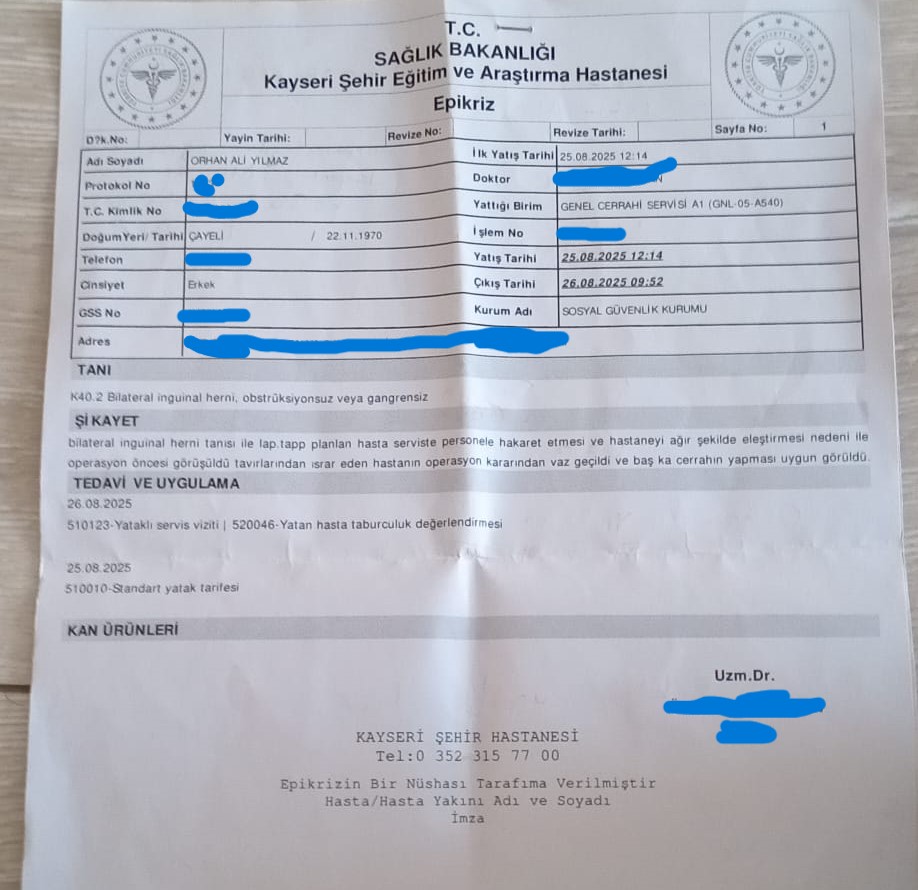 T.C.
SAĞLIK BAKANLIĞI
Kayseri Şehir Eğitim ve Araştırma Hastanesi
Epikriz
D?k.No: Yayin Tarihi: Revize No: Revize Tarihi: Sayfa No: 1
Adı Soyadı ORHAN ALİ YILMAZ İlk Yatış Tarihi 25.08.2025 12:14
Protokol No Doktor
T.C. Kimlik No Yattığı Birim GENEL CERRAHİ SERVİSİ A1 (GNL-05-A540)
Doğum Yeri/ Tarihi ÇAYELİ / 22.11.1970 İşlem No
Telefon Yatış Tarihi 25.08.2025 12:14
Cinsiyet Erkek Çıkış Tarihi 26.08.2025 09:52
GSS No Kurum Adı SOSYAL GÜVENLİK KURUMU
Adres
TANI
K40.2 Bilateral inguinal herni, obstrüksiyonsuz veya gangrensiz
ŞİKAYET
bilateral inguinal herni tanısı ile lap.tapp planlan hasta serviste personele hakaret etmesi ve hastaneyi ağır şekilde eleştirmesi nedeni ile
operasyon öncesi görüşüldü tavırlarından ısrar eden hastanın operasyon kararından vaz geçildi ve baş ka cerrahın yapması uygun görüldü.
TEDAVİ VE UYGULAMA
26.08.2025
510123-Yataklı servis viziti | 520046-Yatan hasta taburculuk değerlendirmesi
25.08.2025
510010-Standart yatak tarifesi
KAN ÜRÜNLERİ
Uzm.Dr.
KAYSERİ ŞEHİR HASTANESİ
Tel:0 352 315 77 00
Epikrizin Bir Nüshası Tarafıma Verilmiştir
Hasta/Hasta Yakını Adı ve Soyadı
İmza